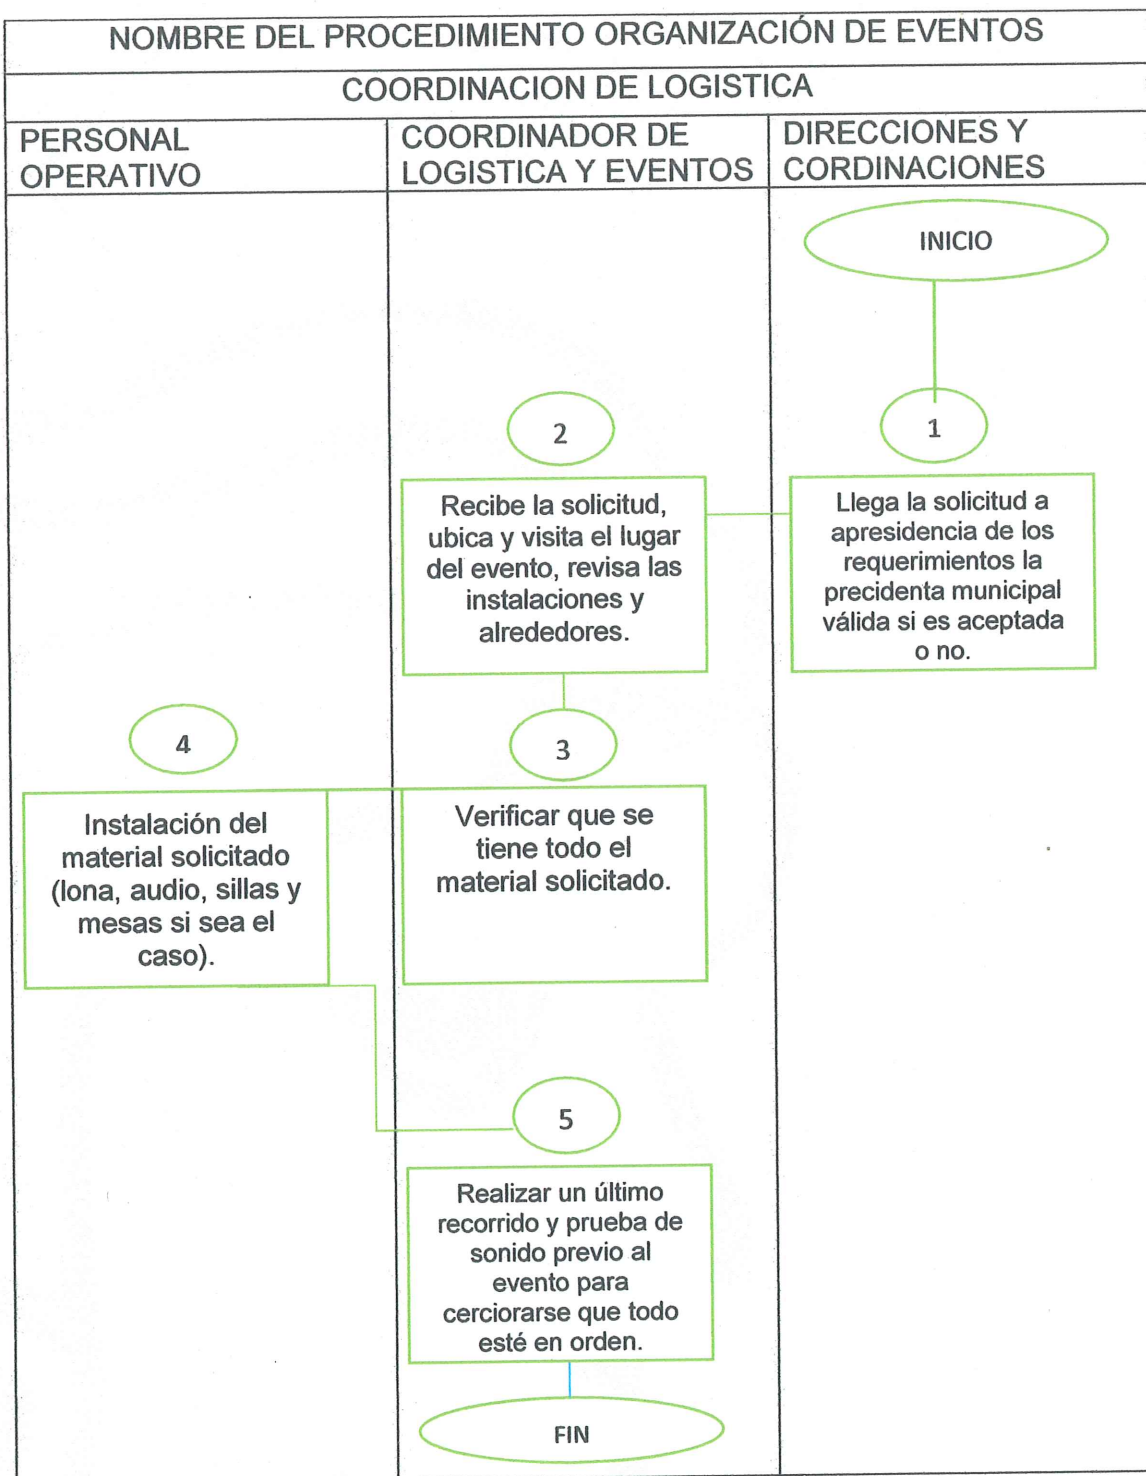 NOMBRE DEL PROCEDIMIENTO ORGANIZACIÓN DE EVENTOS
COORDINACION DE LOGISTICA
PERSONAL
OPERATIVO
COORDINADOR DE
LOGISTICA Y EVENTOS
DIRECCIONES Y
CORDINACIONES
INICIO
1
Llega la solicitud a
apresidencia de los
requerimientos la
precidenta municipal
válida si es aceptada
o no.
2
Recibe la solicitud,
ubica y visita el lugar
del evento, revisa las
instalaciones y
alrededores.
3
Verificar que se
tiene todo el
material solicitado.
4
Instalación del
material solicitado
(lona, audio, sillas y
mesas si sea el
caso).
5
Realizar un último
recorrido y prueba de
sonido previo al
evento para
cerciorarse que todo
esté en orden.
FIN